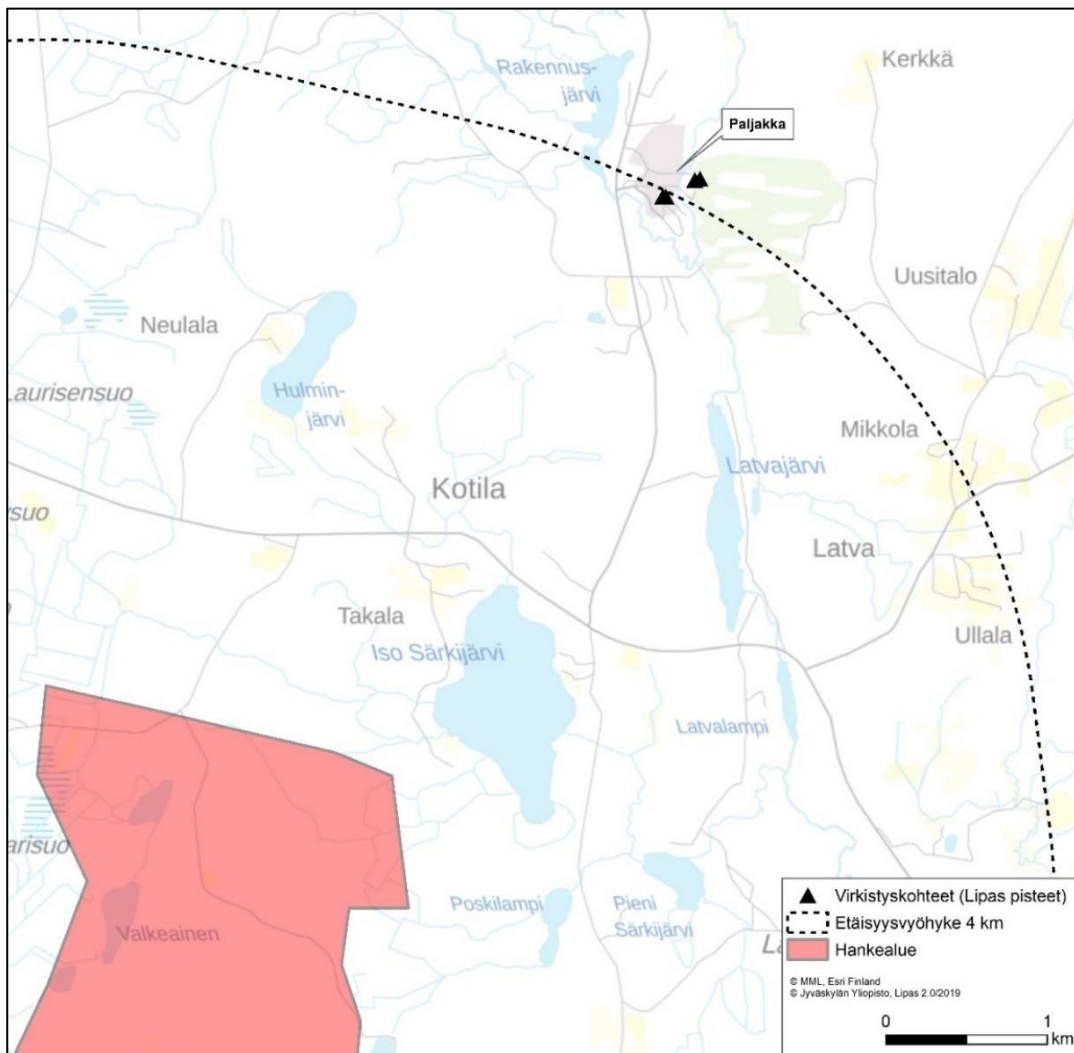 Rakennus-
järvi
Kerkkä
Paljakka
Uusitalo
Neulala
Laurisensuo
Hulmin-
järvi
Mikkola
Latvajärvi
Kotila
Latva
Takala
Ullala
Iso Särkijärvi
Latvalampi
Poskilampi
Pieni
Särkijärvi
Valkeainen
Virkistyskohteet (Lipas pisteet)
Etäisyysvyöhyke 4 km
Hankealue
© MML, Esri Finland
© Jyväskylän Yliopisto, Lipas 2.0/2019
0 1
km